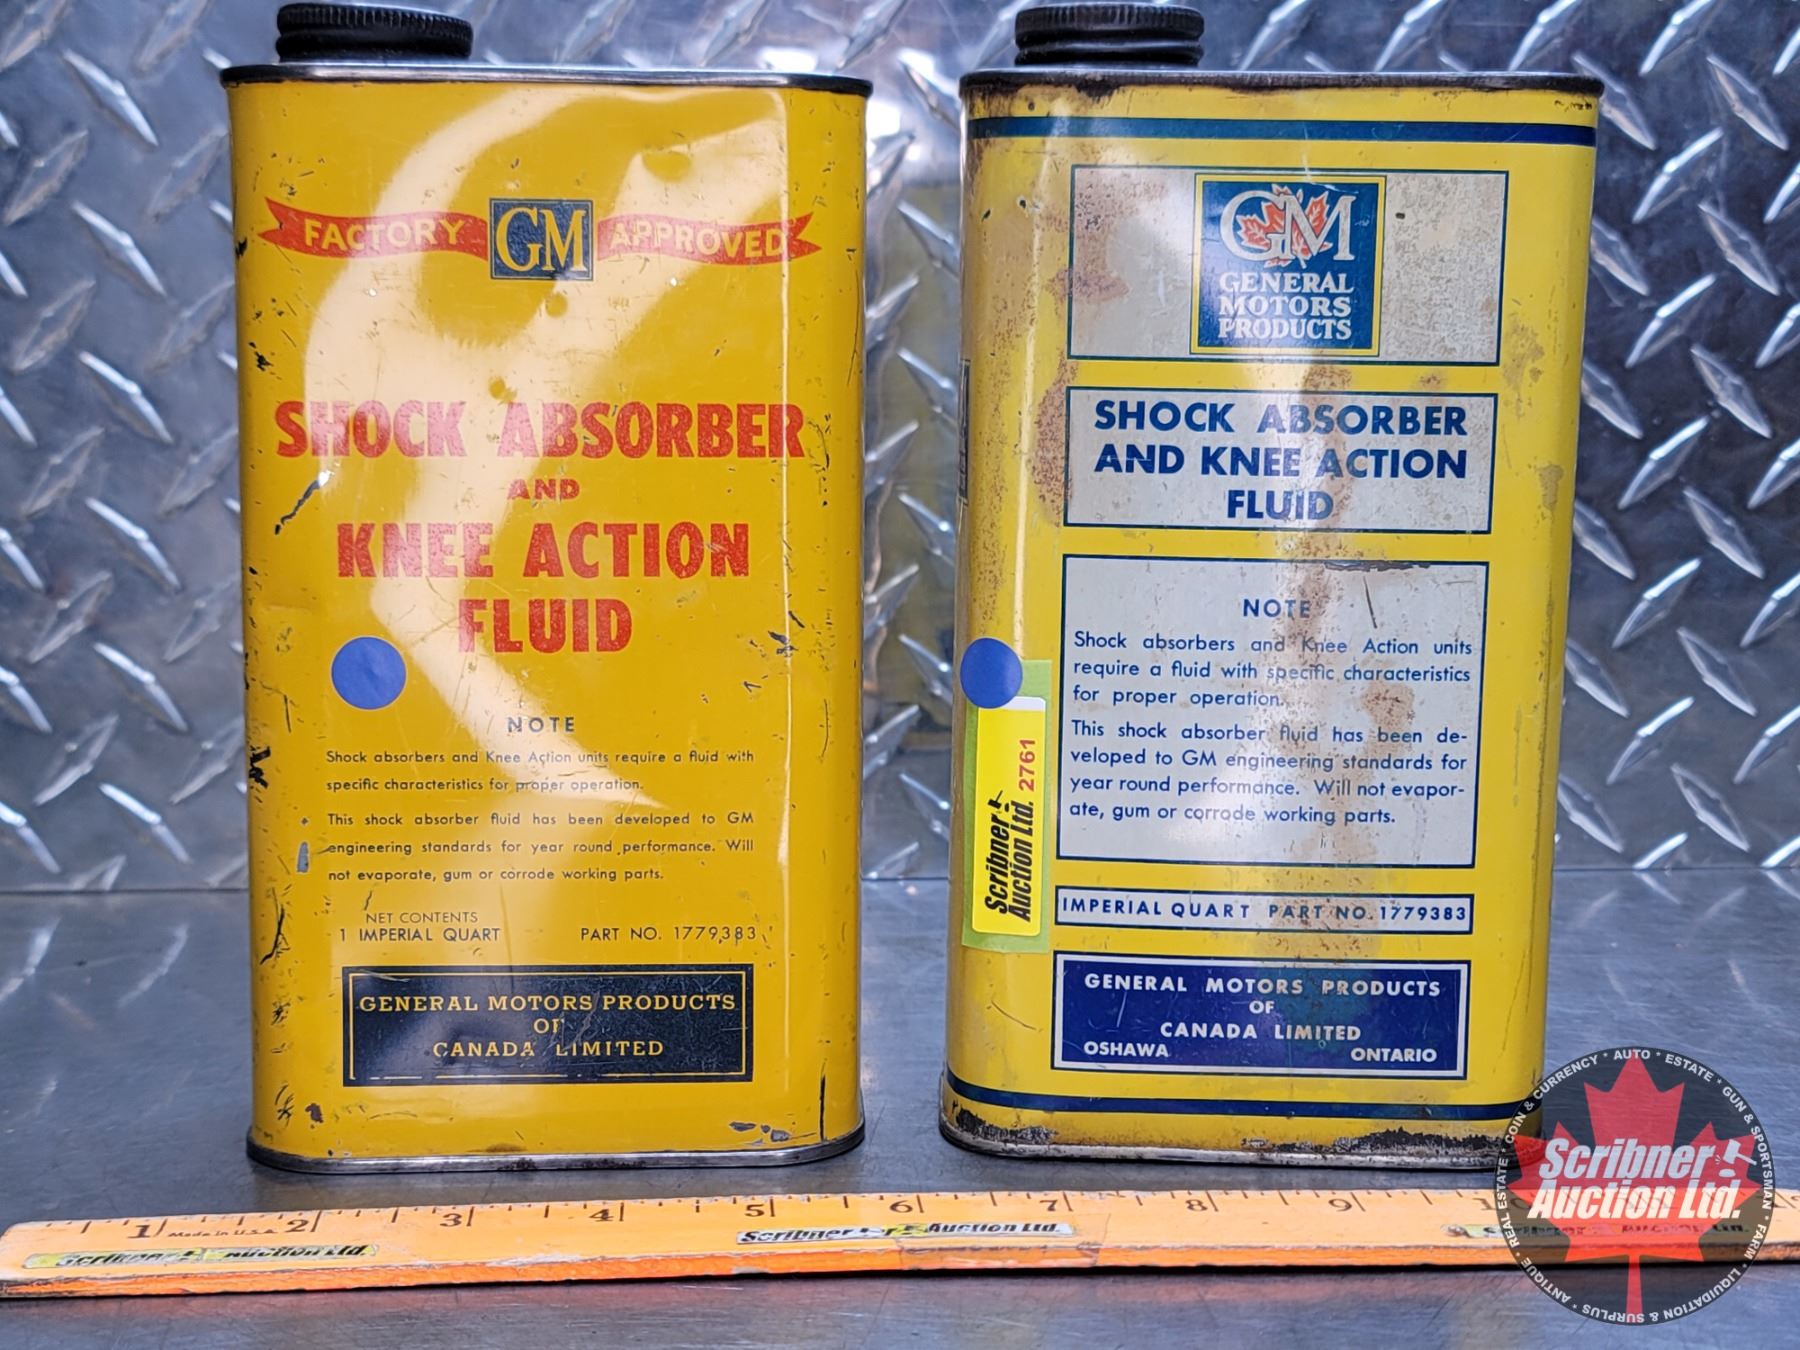 FACTORY GM APPROVED
SHOCK ABSORBER
AND
KNEE ACTION
FLUID
NOTE
Shock absorbers and Knee Action units require a fluid with
specific characteristics for proper operation.
This shock absorber fluid has been developed to GM
engineering standards for year round performance. Will
not evaporate, gum or corrode working parts.
NET CONTENTS
1 IMPERIAL QUART PART NO. 1779383
GENERAL MOTORS PRODUCTS
OF
CANADA LIMITED
GM
GENERAL
MOTORS
PRODUCTS
SHOCK ABSORBER
AND KNEE ACTION
FLUID
NOTE
Shock absorbers and Knee Action units
require a fluid with specific characteristics
for proper operation.
This shock absorber fluid has been de-
veloped to GM engineering standards for
year round performance. Will not evapor-
ate, gum or corrode working parts.
IMPERIAL QUART PART NO. 1779383
GENERAL MOTORS PRODUCTS
OF
CANADA LIMITED
OSHAWA ONTARIO
Scribner
Auction Ltd. 2761
1 2 3 4 5 6 7 8 9 10
Made in U.S.A.
Scribner Auction Ltd.
Scribner Auction Ltd.
Scribner Auction Ltd.
Scribner
Auction Ltd.
ANTIQUE * REAL ESTATE * COIN & CURRENCY * AUTO * ESTATE * GUN & SPORTSMAN * FARM * LIQUIDATION & SURPLUS *